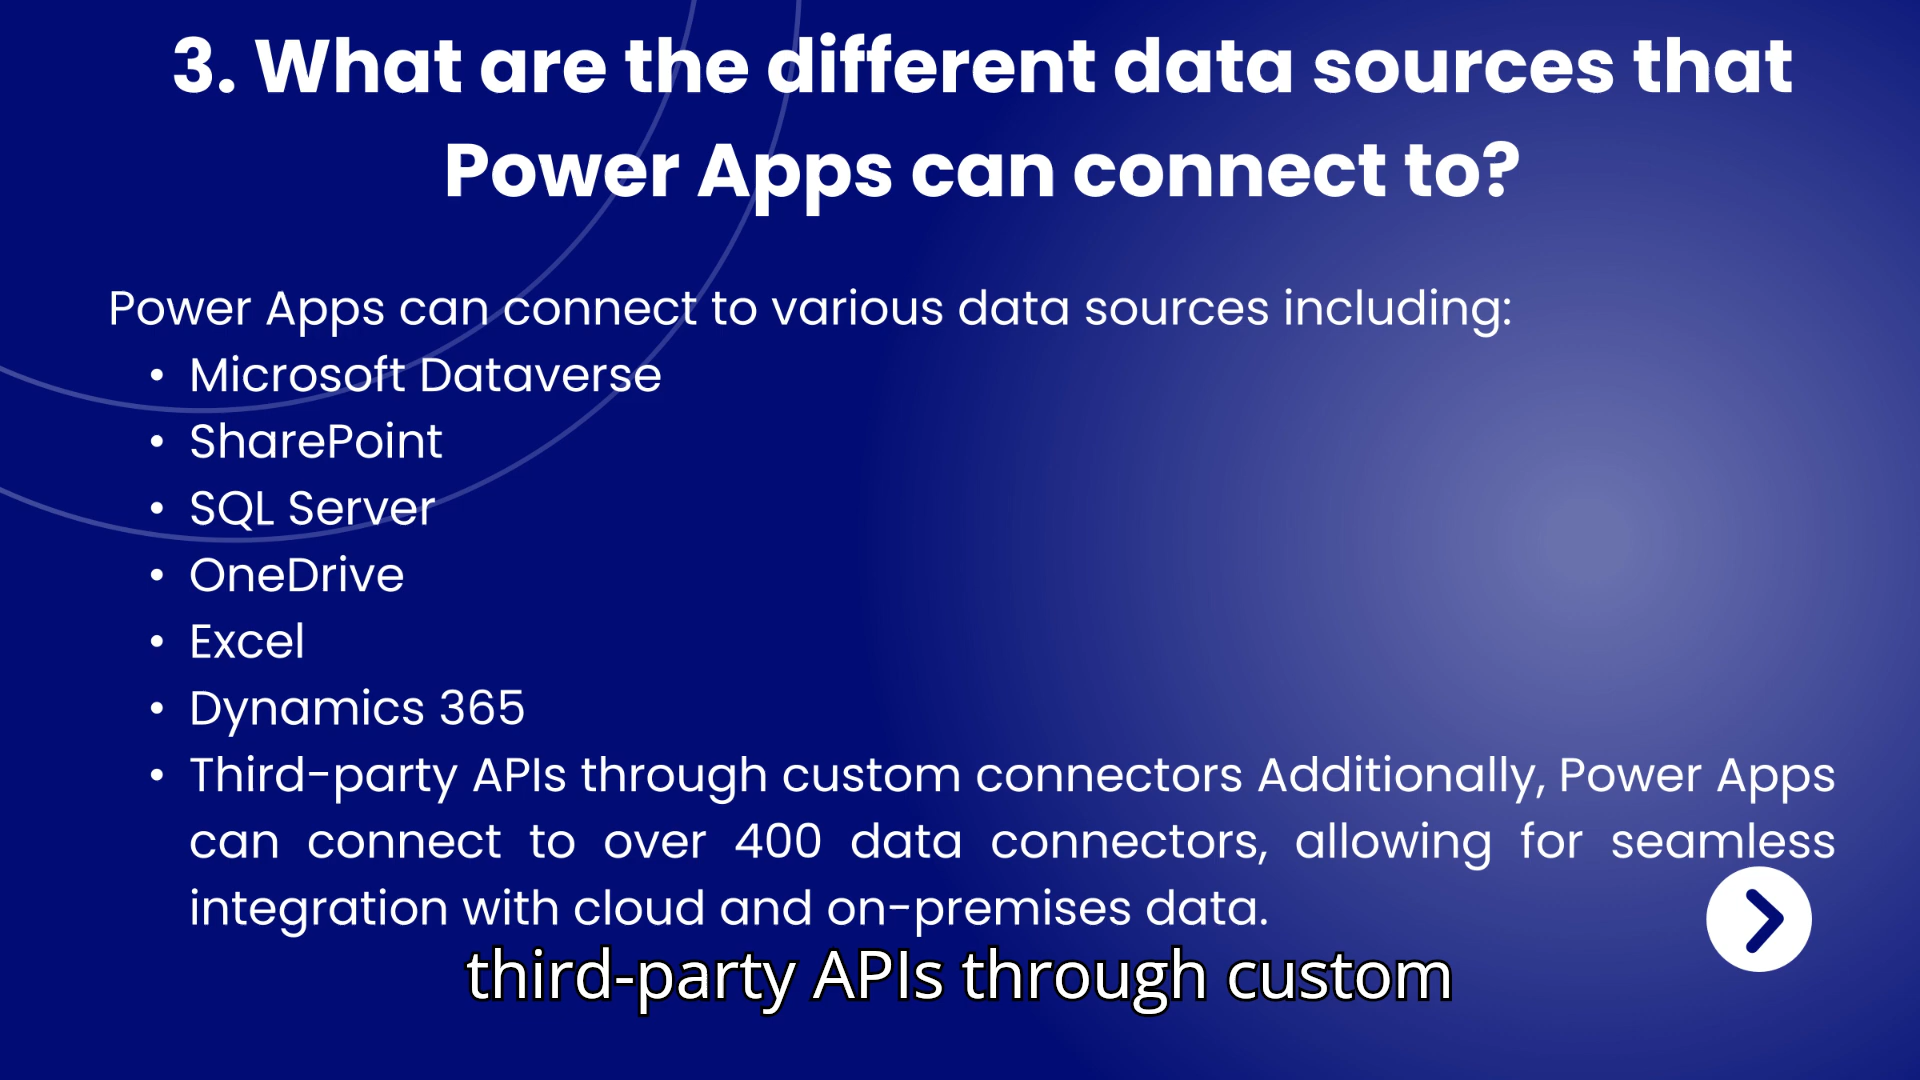 3. What are the different data sources that
Power Apps can connect to?
Power Apps can connect to various data sources including:
• Microsoft Dataverse
• SharePoint
• SQL Server
• OneDrive
• Excel
• Dynamics 365
• Third-party APIs through custom connectors Additionally, Power Apps
can connect to over 400 data connectors, allowing for seamless
integration with cloud and on-premises data.
third-party APIs through custom